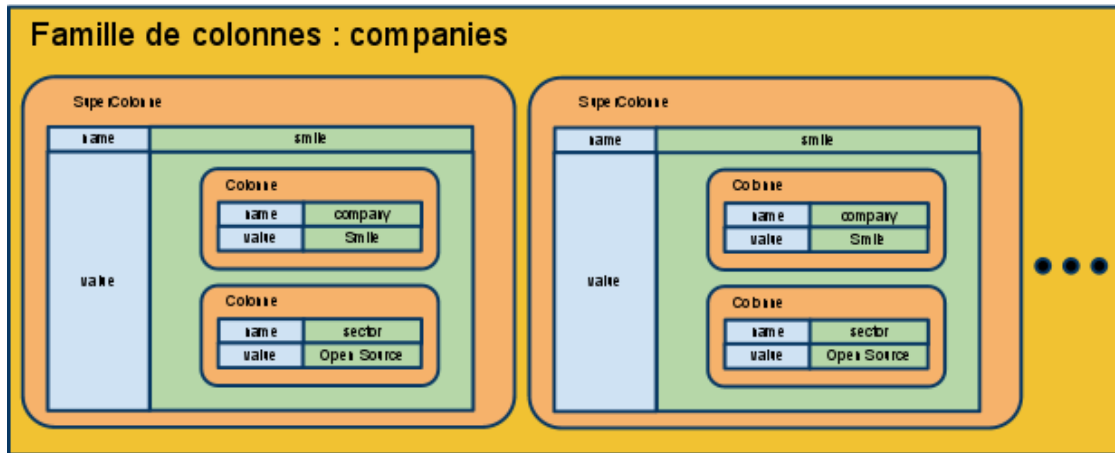 Famille de colonnes : companies
SuperColonne
name smile
value
Colonne
name company
value Smile
Colonne
name sector
value Open Source
SuperColonne
name smile
value
Colonne
name company
value Smile
Colonne
name sector
value Open Source